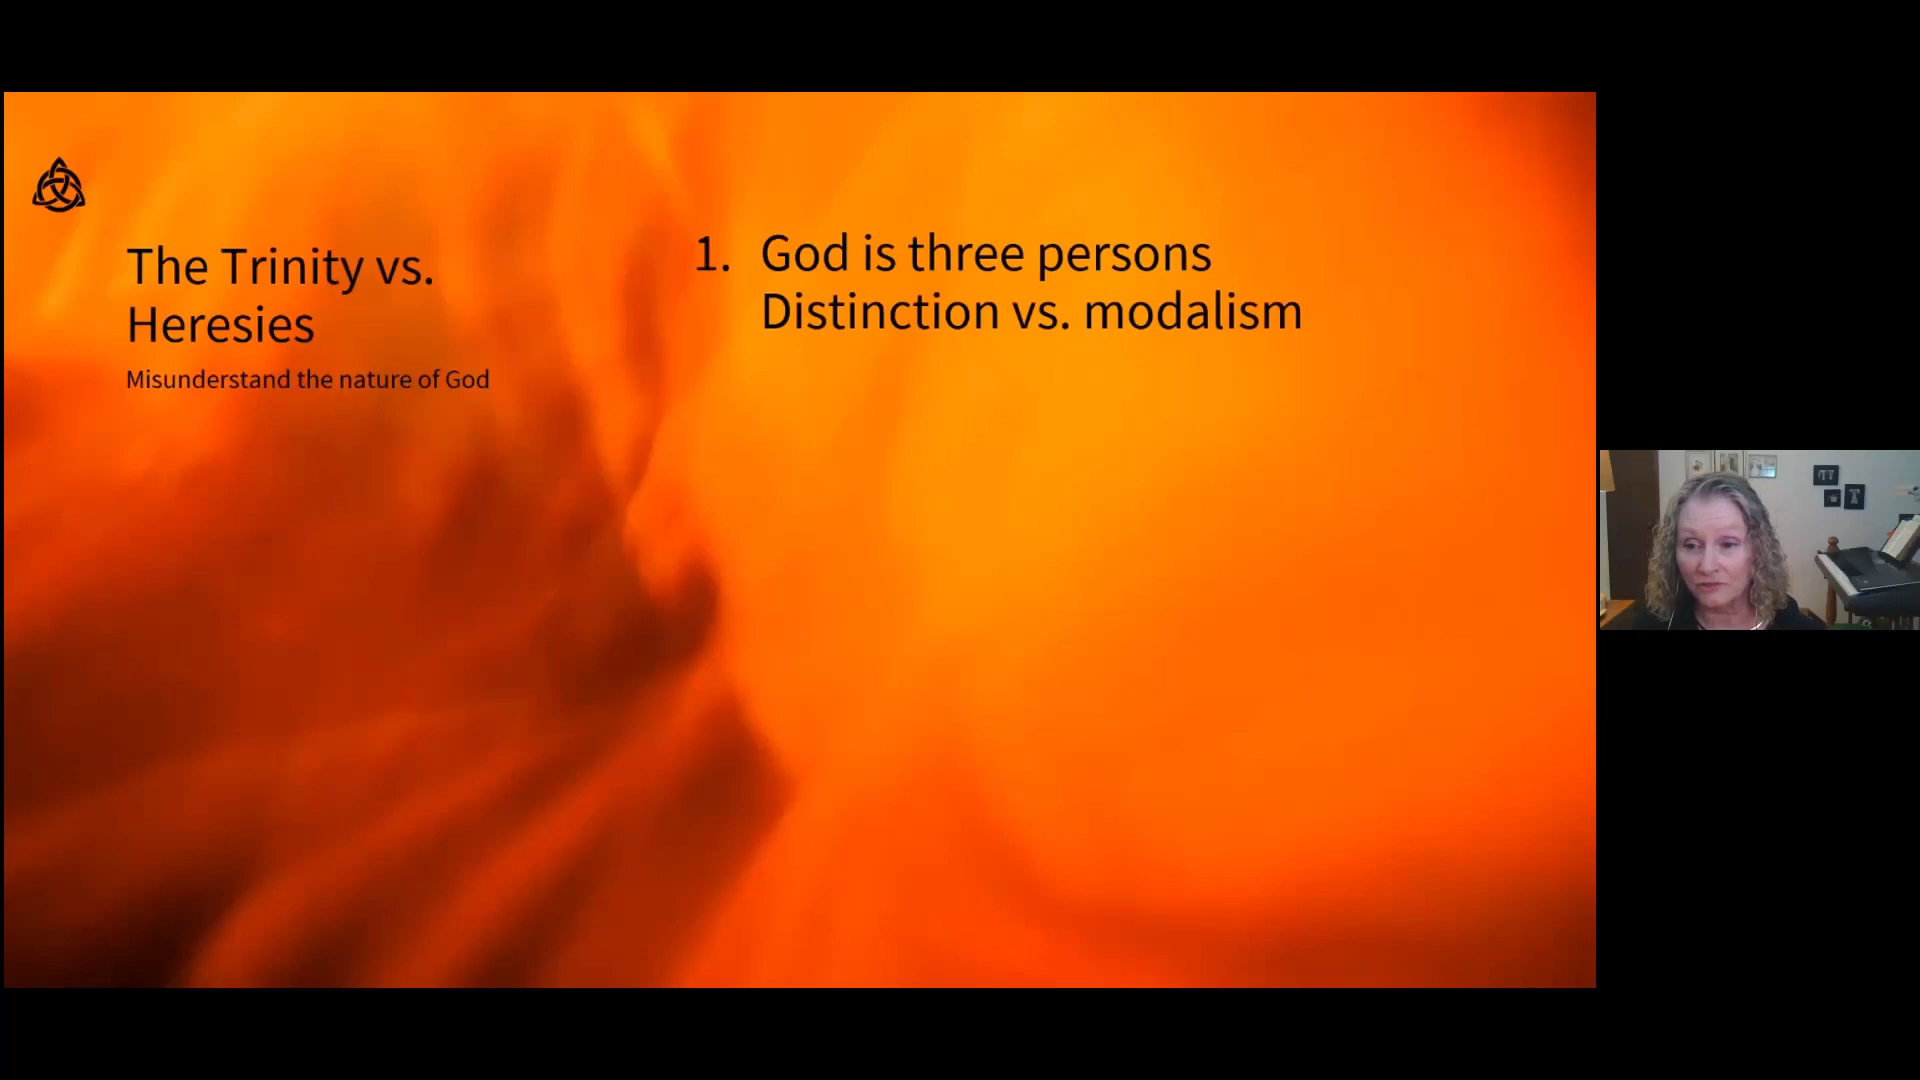 The Trinity vs.
Heresies
Misunderstand the nature of God
1. God is three persons
Distinction vs. modalism